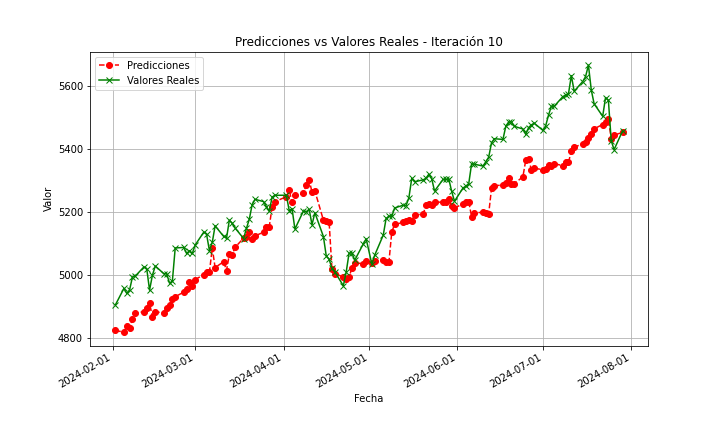 Predicciones vs Valores Reales - Iteración 10
Predicciones
Valores Reales
Valor
5600
5400
5200
5000
4800
2024-02-01
2024-03-01
2024-04-01
2024-05-01
2024-06-01
2024-07-01
2024-08-01
Fecha